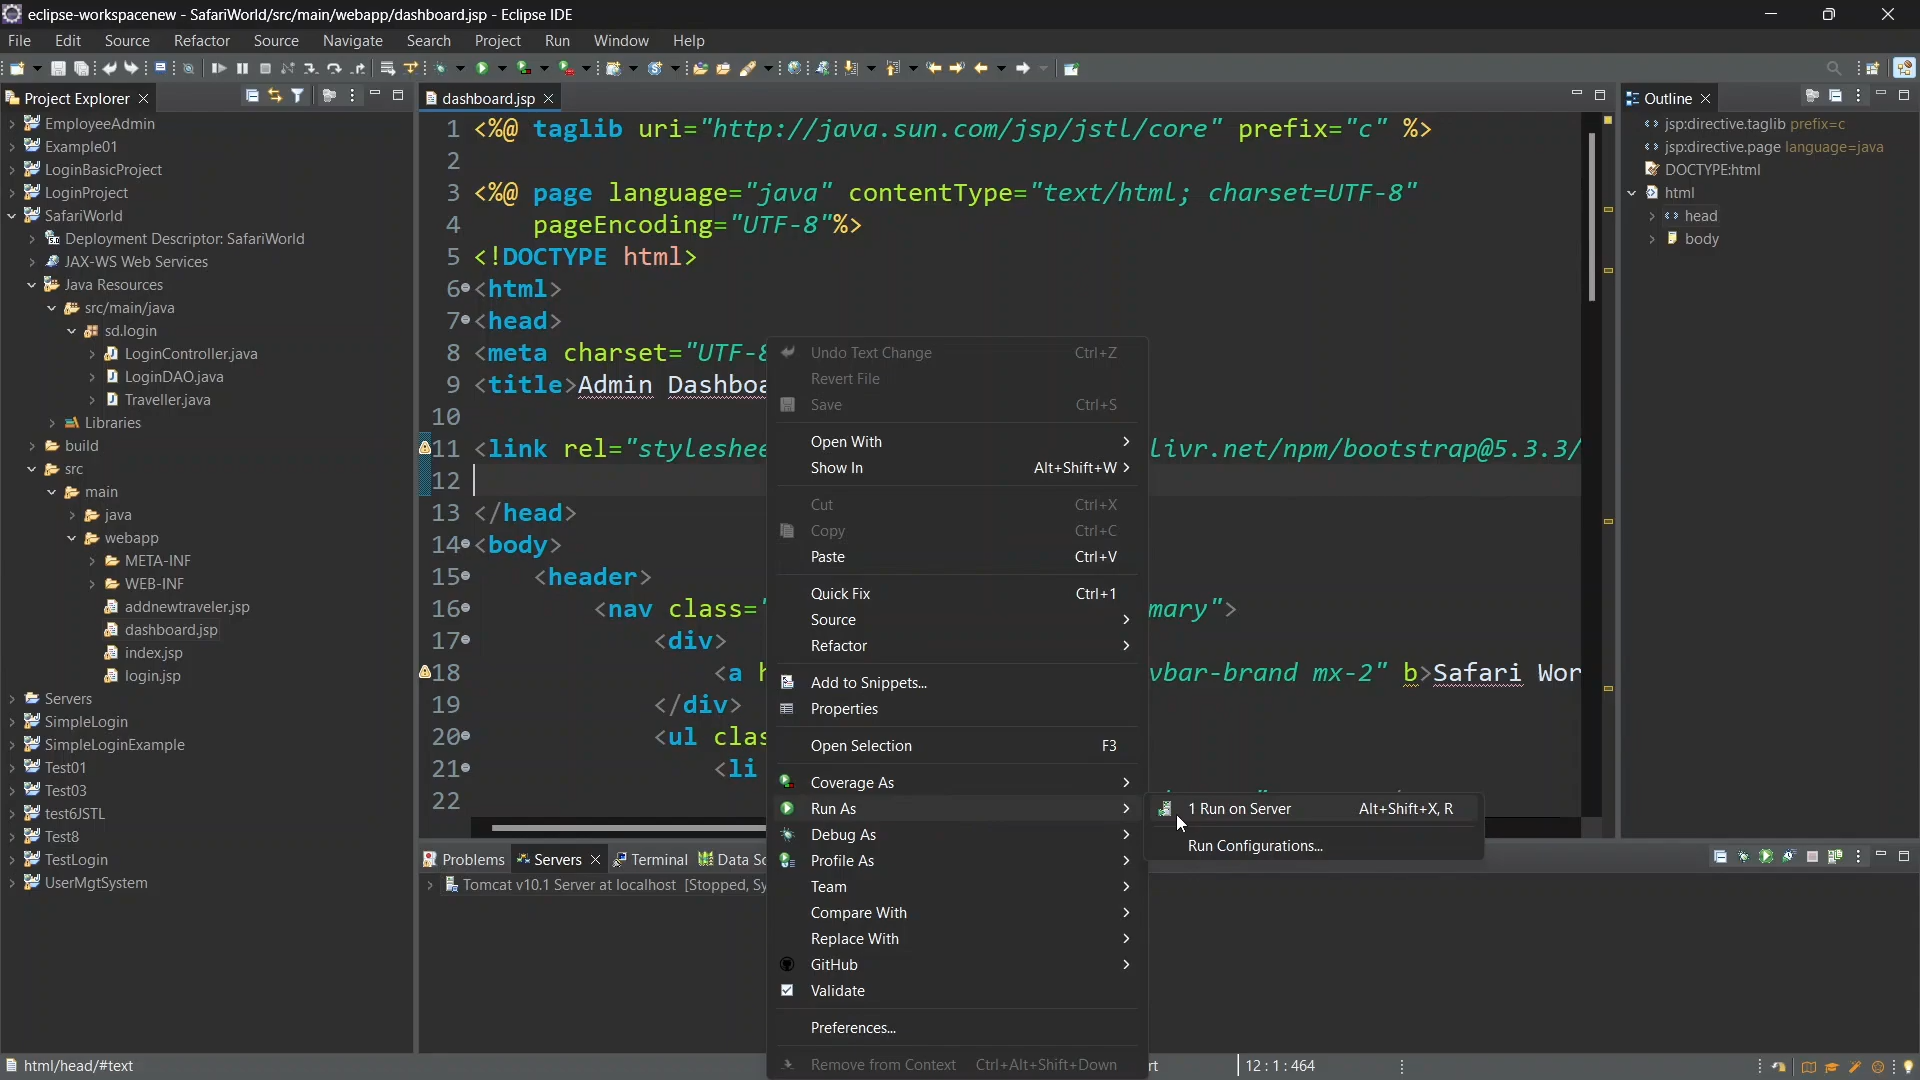 eclipse-workspacenew - SafariWorld/src/main/webapp/dashboard.jsp - Eclipse IDE
File Edit Source Refactor Source Navigate Search Project Run Window Help
Project Explorer
EmployeeAdmin
Example01
LoginBasicProject
LoginProject
SafariWorld
Deployment Descriptor: SafariWorld
JAX-WS Web Services
Java Resources
src/main/java
sd.login
LoginController.java
LoginDAO.java
Traveller.java
Libraries
build
src
main
java
webapp
META-INF
WEB-INF
addnewtraveler.jsp
dashboard.jsp
index.jsp
login.jsp
Servers
SimpleLogin
SimpleLoginExample
Test01
Test03
test6JSTL
Test8
TestLogin
UserMgtSystem
dashboard.jsp
1 <%@ taglib uri="http://java.sun.com/jsp/jstl/core" prefix="c" %>
2
3 <%@ page language="java" contentType="text/html; charset=UTF-8"
4 pageEncoding="UTF-8"%>
5 <!DOCTYPE html>
6 <html>
7 <head>
8 <meta charset="UTF-8
9 <title>Admin Dashboa
10
11 <link rel="styleshee livr.net/npm/bootstrap@5.3.3/
12
13 </head>
14 <body>
15 <header>
16 <nav class=" mary">
17 <div>
18 <a h vbar-brand mx-2" b>Safari Wor
19 </div>
20 <ul clas
21 <li
22
Undo Text Change Ctrl+Z
Revert File
Save Ctrl+S
Open With
Show In Alt+Shift+W
Cut Ctrl+X
Copy Ctrl+C
Paste Ctrl+V
Quick Fix Ctrl+1
Source
Refactor
Add to Snippets...
Properties
Open Selection F3
Coverage As
Run As
Debug As
Profile As
Team
Compare With
Replace With
GitHub
Validate
Preferences...
Remove from Context Ctrl+Alt+Shift+Down
1 Run on Server Alt+Shift+X, R
Run Configurations...
Problems Servers Terminal Data So
Tomcat v10.1 Server at localhost [Stopped, Sy
Outline
jsp:directive.taglib prefix=c
jsp:directive.page language=java
DOCTYPE:html
html
head
body
html/head/#text
rt
12 : 1 : 464